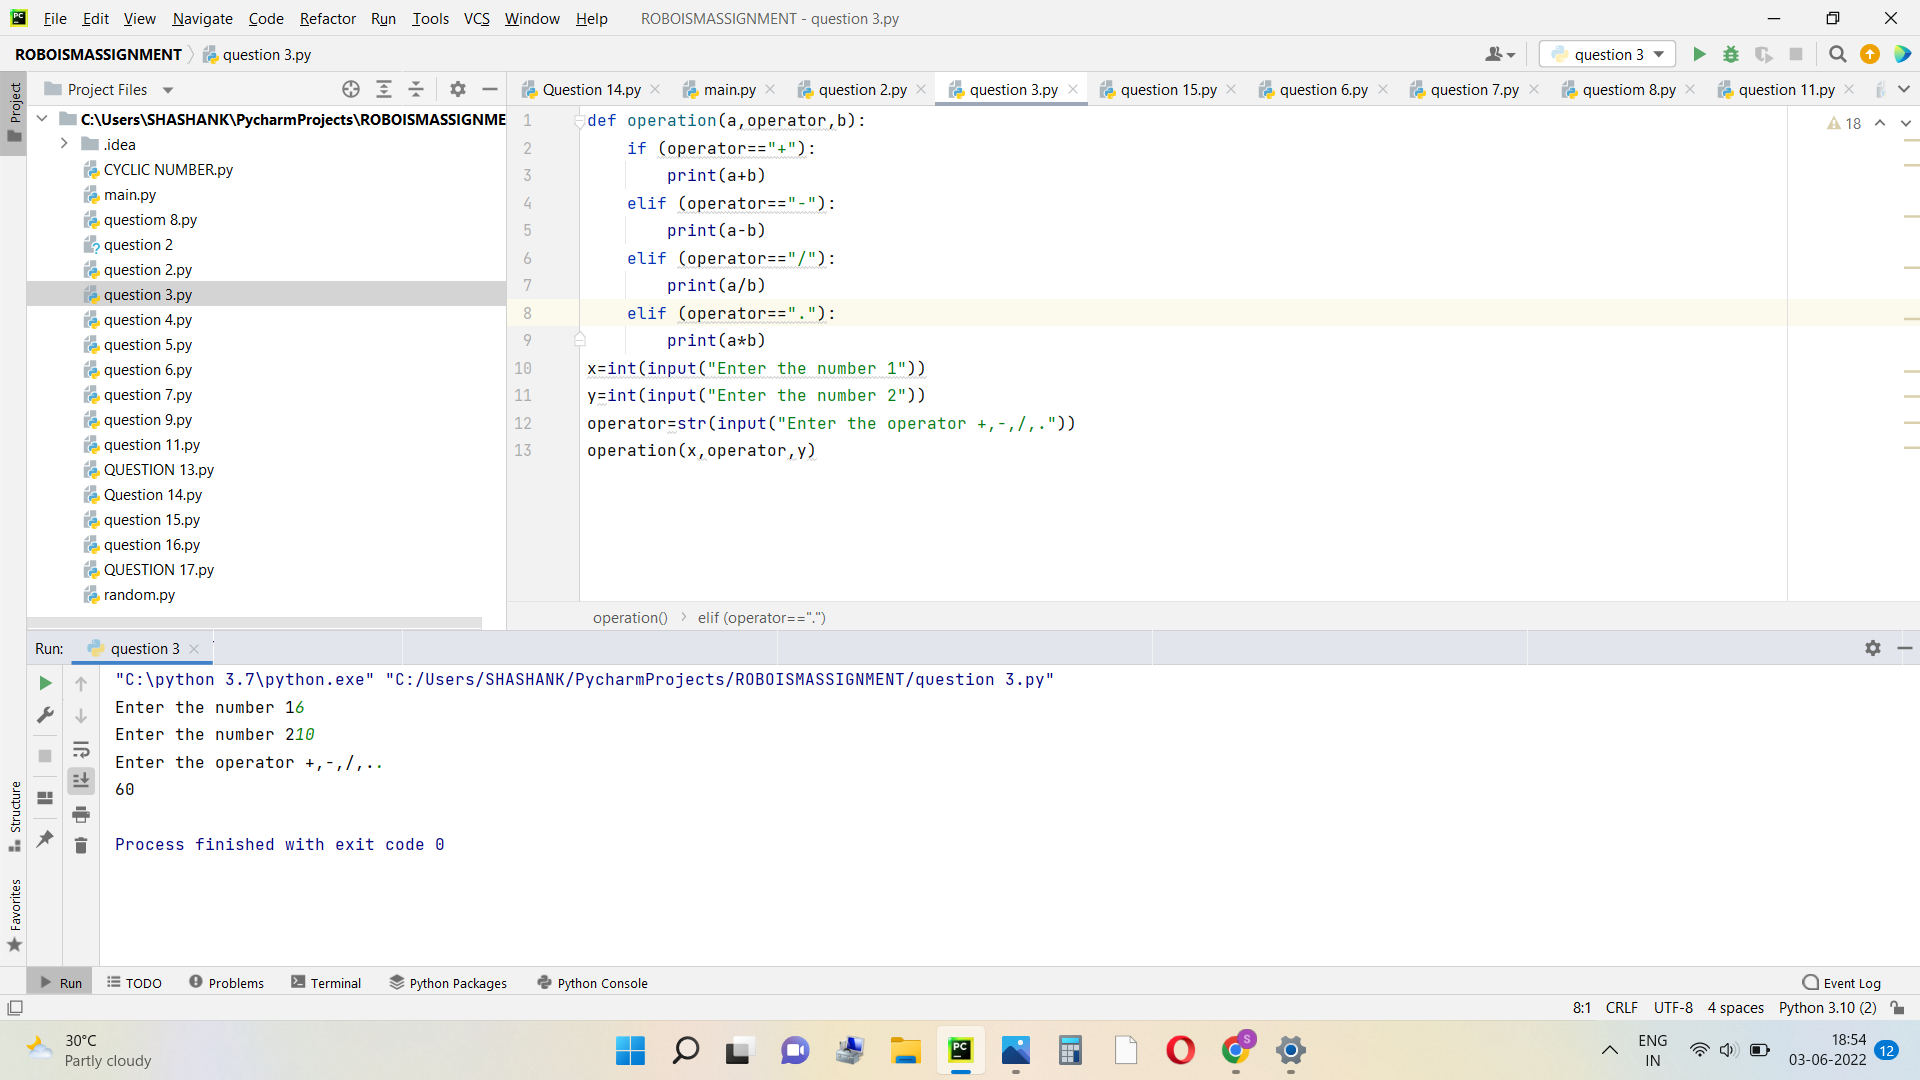 PC File Edit View Navigate Code Refactor Run Tools VCS Window Help ROBOISMASSIGNMENT - question 3.py
ROBOISMASSIGNMENT question 3.py question 3
Project
Project Files
Question 14.py main.py question 2.py question 3.py question 15.py question 6.py question 7.py questiom 8.py question 11.py
C:\Users\SHASHANK\PycharmProjects\ROBOISMASSIGNME
.idea
CYCLIC NUMBER.py
main.py
questiom 8.py
question 2
question 2.py
question 3.py
question 4.py
question 5.py
question 6.py
question 7.py
question 9.py
question 11.py
QUESTION 13.py
Question 14.py
question 15.py
question 16.py
QUESTION 17.py
random.py
18
1 def operation(a,operator,b):
2 if (operator=="+"):
3 print(a+b)
4 elif (operator=="-"):
5 print(a-b)
6 elif (operator=="/"):
7 print(a/b)
8 elif (operator=="."):
9 print(a*b)
10 x=int(input("Enter the number 1"))
11 y=int(input("Enter the number 2"))
12 operator=str(input("Enter the operator +,-,/,."))
13 operation(x,operator,y)
operation() elif (operator==".")
Run: question 3
"C:\python 3.7\python.exe" "C:/Users/SHASHANK/PycharmProjects/ROBOISMASSIGNMENT/question 3.py"
Enter the number 16
Enter the number 210
Enter the operator +,-,/,..
60
Process finished with exit code 0
Structure
Favorites
Run TODO Problems Terminal Python Packages Python Console Event Log
8:1 CRLF UTF-8 4 spaces Python 3.10 (2)
30°C
Partly cloudy
PC
S
ENG
IN
18:54
03-06-2022
12